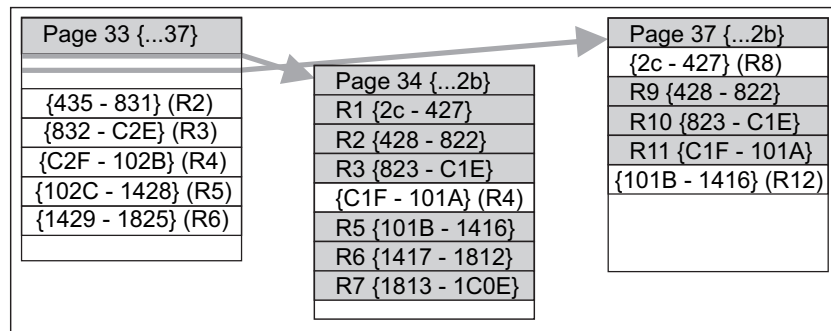 Page 33 {...37}
{435 - 831} (R2)
{832 - C2E} (R3)
{C2F - 102B} (R4)
{102C - 1428} (R5)
{1429 - 1825} (R6)
Page 34 {...2b}
R1 {2c - 427}
R2 {428 - 822}
R3 {823 - C1E}
{C1F - 101A} (R4)
R5 {101B - 1416}
R6 {1417 - 1812}
R7 {1813 - 1C0E}
Page 37 {...2b}
{2c - 427} (R8)
R9 {428 - 822}
R10 {823 - C1E}
R11 {C1F - 101A}
{101B - 1416} (R12)